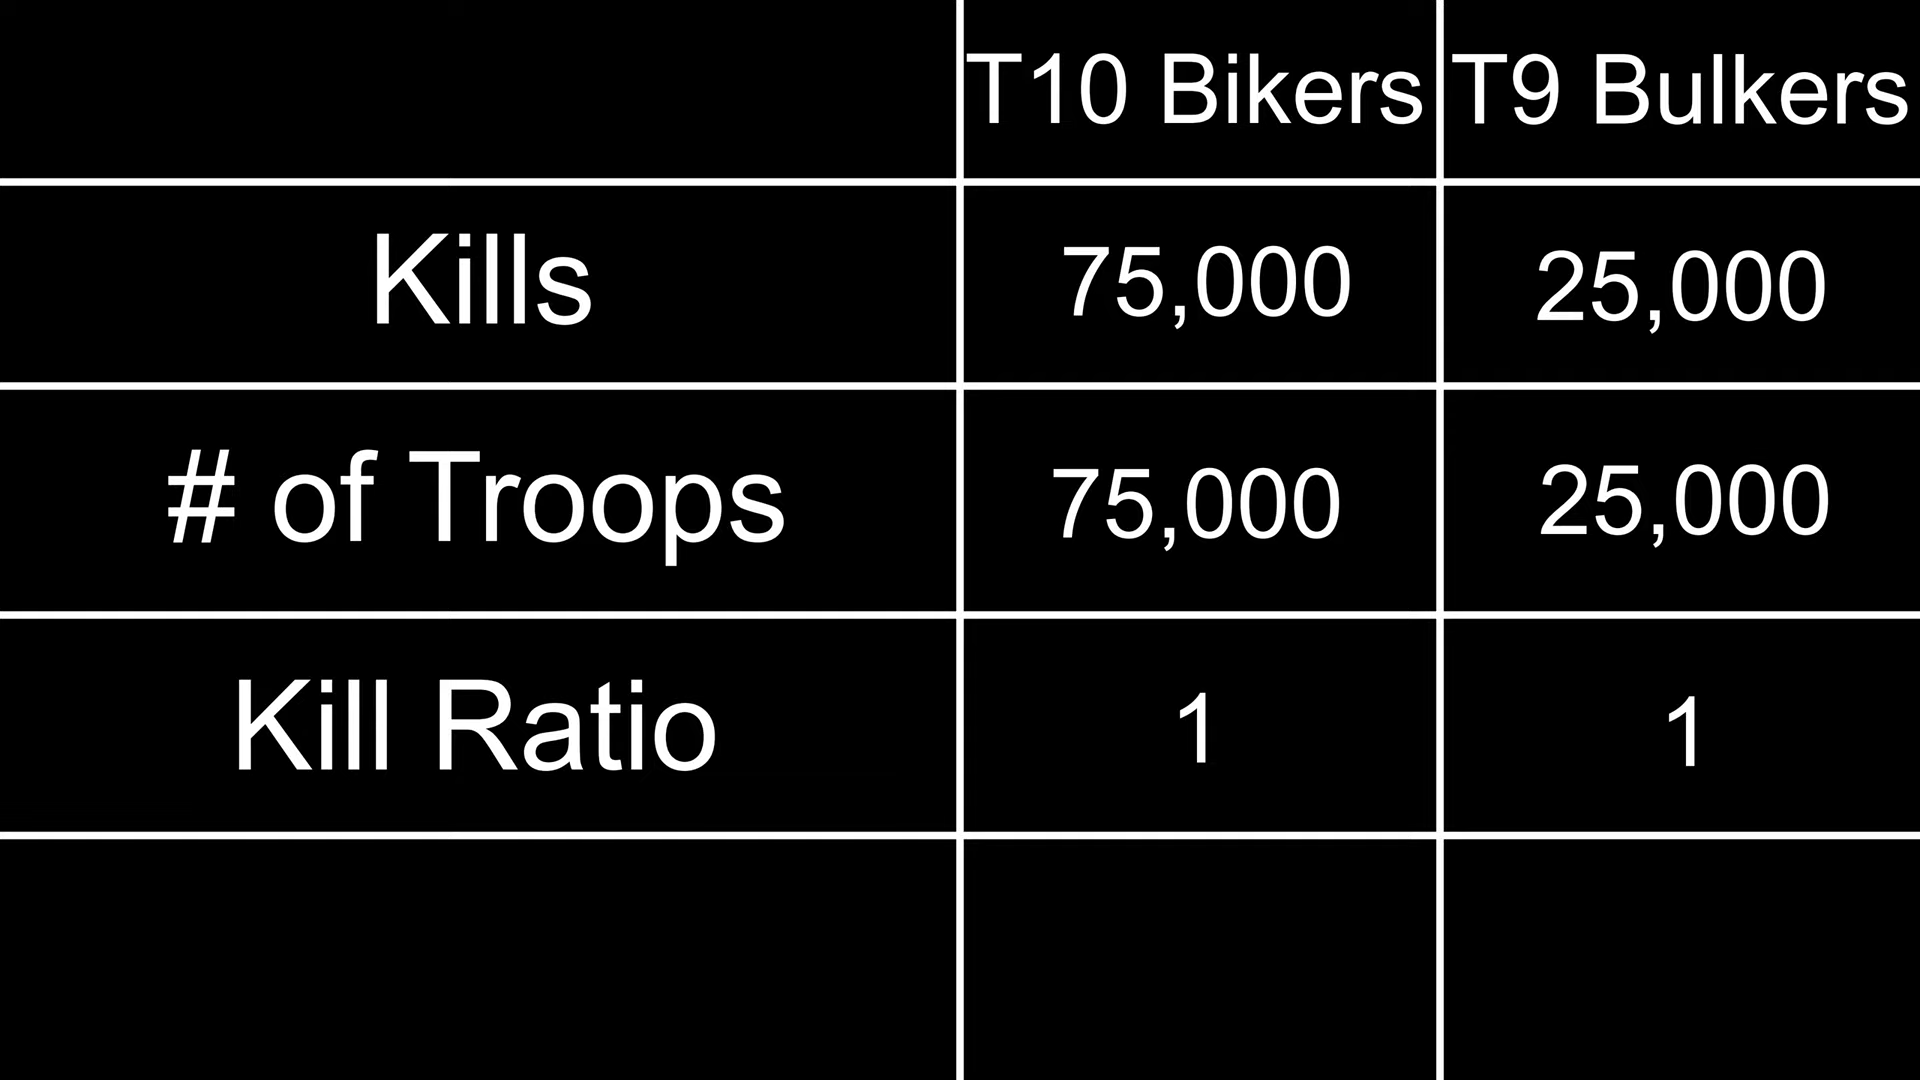 T10 Bikers T9 Bulkers
Kills 75,000 25,000
# of Troops 75,000 25,000
Kill Ratio 1 1